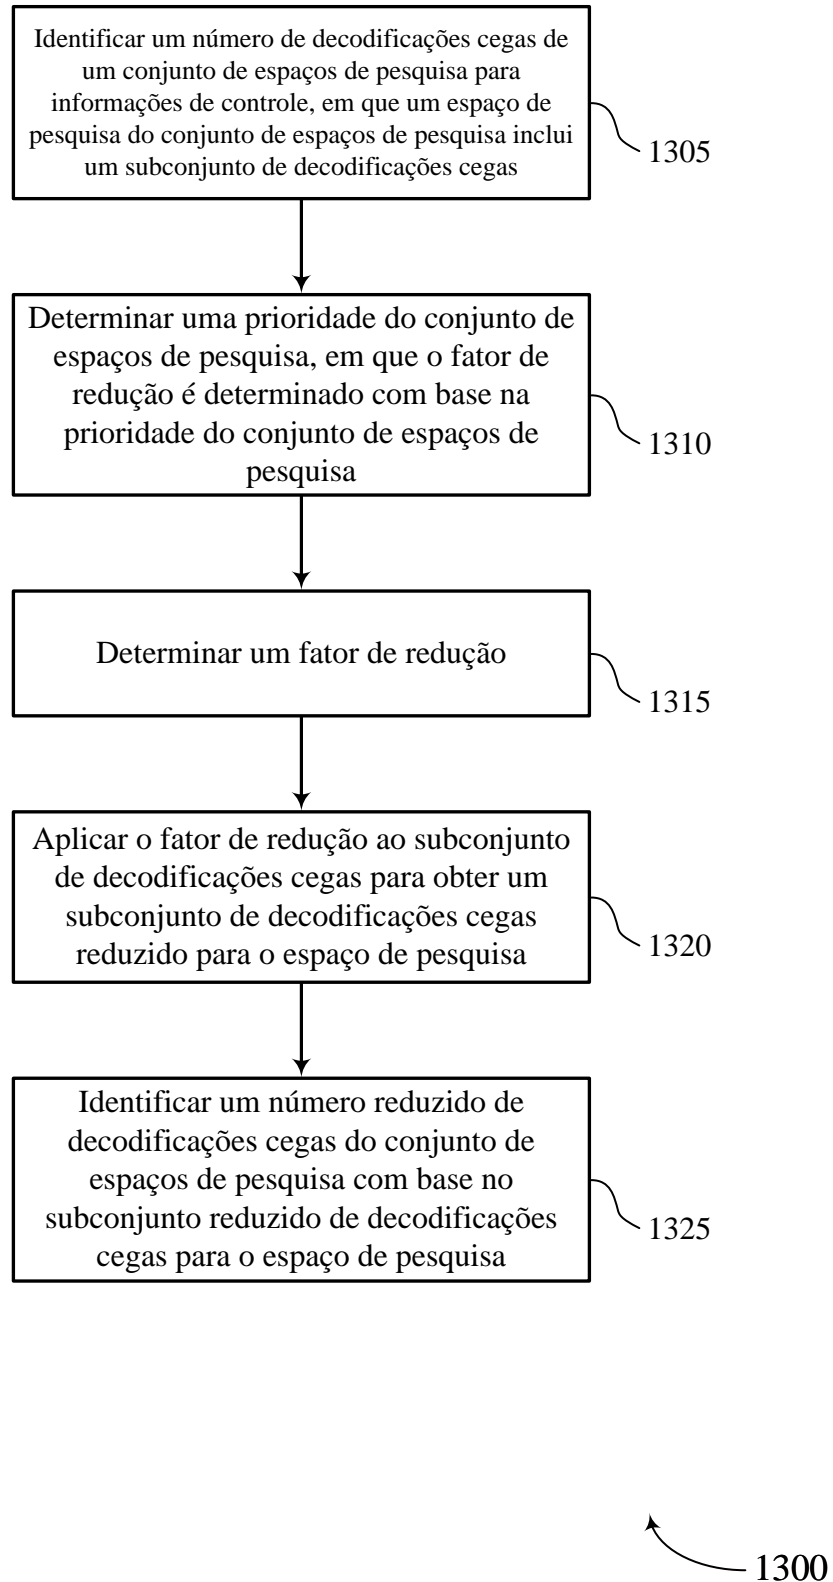 Identificar um número de decodificações cegas de
um conjunto de espaços de pesquisa para
informações de controle, em que um espaço de
pesquisa do conjunto de espaços de pesquisa inclui
um subconjunto de decodificações cegas
1305
Determinar uma prioridade do conjunto de
espaços de pesquisa, em que o fator de
redução é determinado com base na
prioridade do conjunto de espaços de
pesquisa
1310
Determinar um fator de redução
1315
Aplicar o fator de redução ao subconjunto
de decodificações cegas para obter um
subconjunto de decodificações cegas
reduzido para o espaço de pesquisa
1320
Identificar um número reduzido de
decodificações cegas do conjunto de
espaços de pesquisa com base no
subconjunto reduzido de decodificações
cegas para o espaço de pesquisa
1325
1300